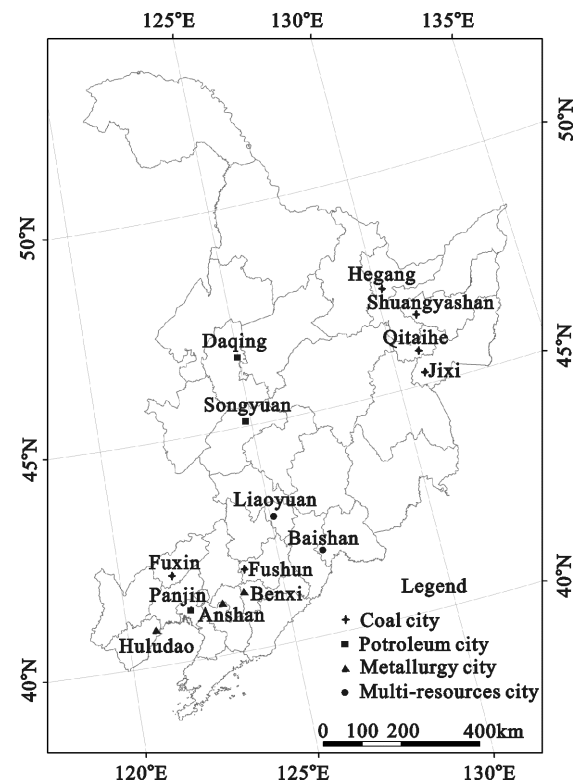 125°E
130°E
135°E
50°N
50°N
Hegang
Shuangyashan
Daqing
Qitaihe
45°N
Jixi
Songyuan
45°N
Liaoyuan
Baishan
Fuxin
Fushun
40°N
Panjin
Benxi
Anshan
Huludao
40°N
Legend
Coal city
Potroleum city
Metallurgy city
Multi-resources city
0 100 200 400km
120°E
125°E
130°E